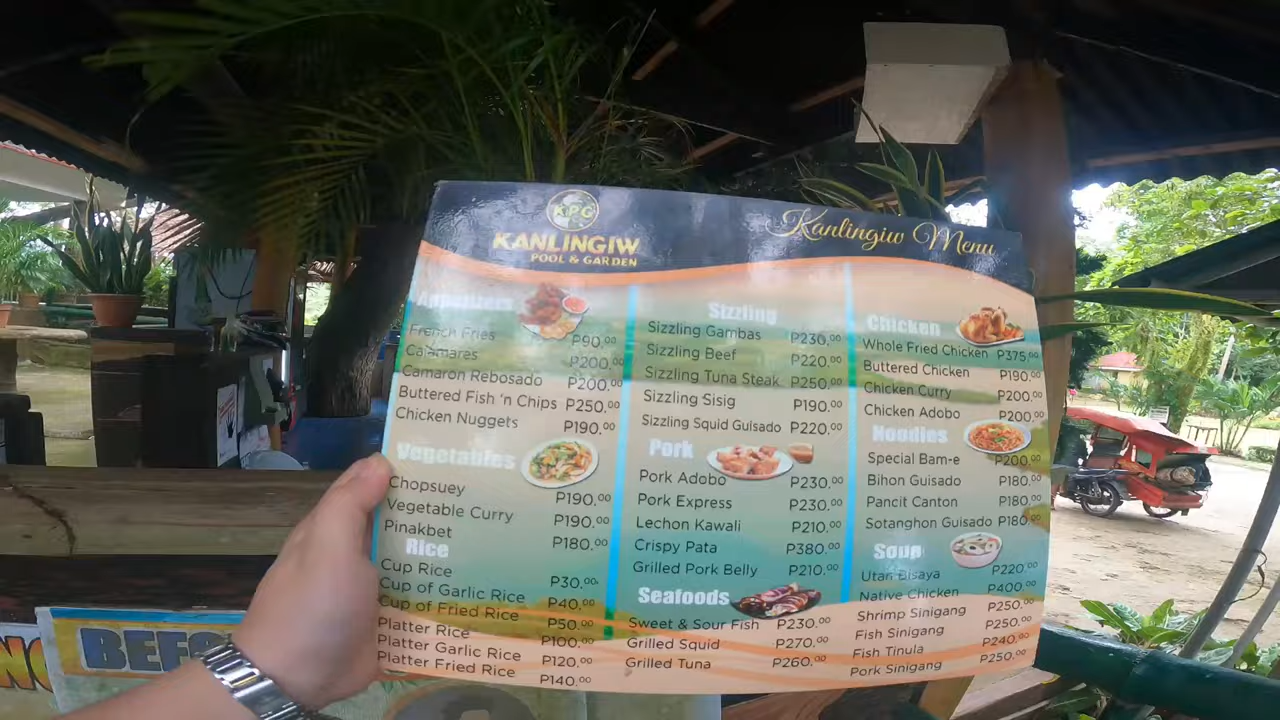 KPG
KANLINGIW
POOL & GARDEN
Kanlingiw Menu
Appetizers
French Fries P90.00
Calamares P200.00
Camaron Rebosado P200.00
Buttered Fish 'n Chips P250.00
Chicken Nuggets P190.00
Vegetables
Chopsuey P190.00
Vegetable Curry P190.00
Pinakbet P180.00
Rice
Cup Rice P30.00
Cup of Garlic Rice P40.00
Cup of Fried Rice P50.00
Platter Rice P100.00
Platter Garlic Rice P120.00
Platter Fried Rice P140.00
Sizzling
Sizzling Gambas P230.00
Sizzling Beef P220.00
Sizzling Tuna Steak P250.00
Sizzling Sisig P190.00
Sizzling Squid Guisado P220.00
Pork
Pork Adobo P230.00
Pork Express P230.00
Lechon Kawali P210.00
Crispy Pata P380.00
Grilled Pork Belly P210.00
Seafoods
Sweet & Sour Fish P230.00
Grilled Squid P270.00
Grilled Tuna P260.00
Chicken
Whole Fried Chicken P375.00
Buttered Chicken P190.00
Chicken Curry P200.00
Chicken Adobo P200.00
Noodles
Special Bam-e P200.00
Bihon Guisado P180.00
Pancit Canton P180.00
Sotanghon Guisado P180.00
Soup
Utan Bisaya P220.00
Native Chicken P400.00
Shrimp Sinigang P250.00
Fish Sinigang P250.00
Fish Tinula P240.00
Pork Sinigang P250.00